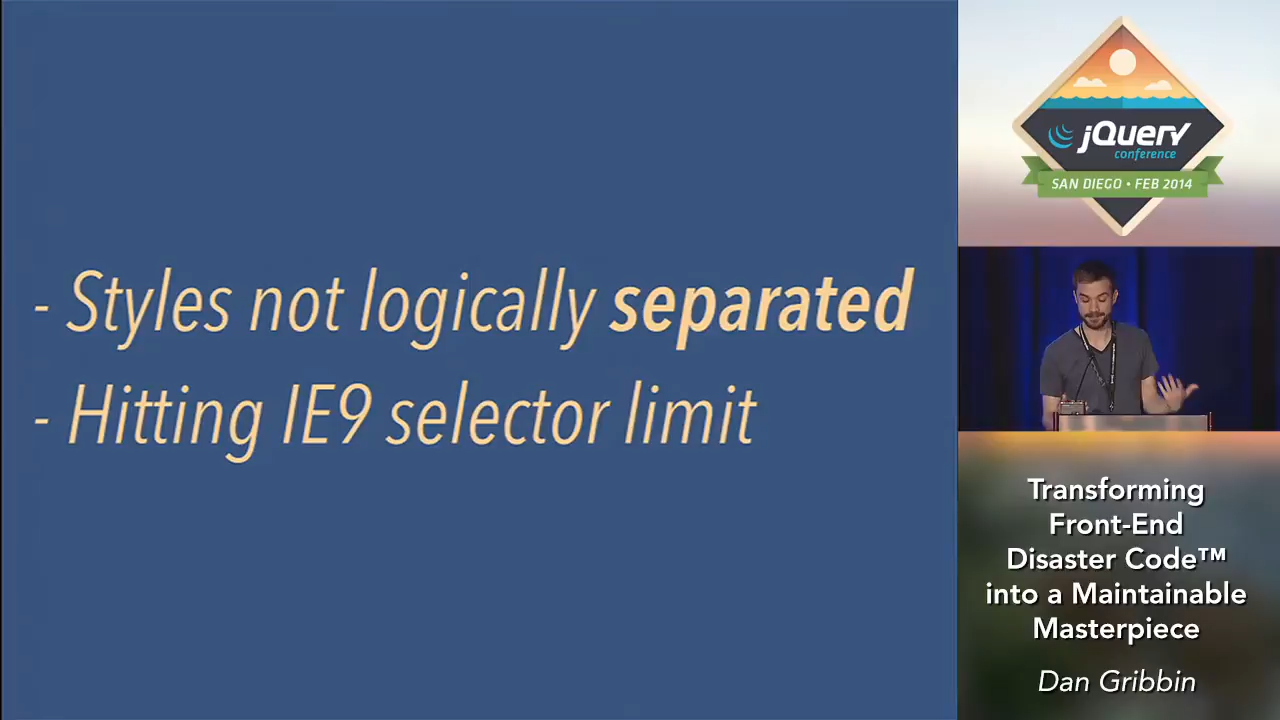 - Styles not logically separated
- Hitting IE9 selector limit
jQuery
conference
SAN DIEGO • FEB 2014
Transforming
Front-End
Disaster Code™
into a Maintainable
Masterpiece
Dan Gribbin